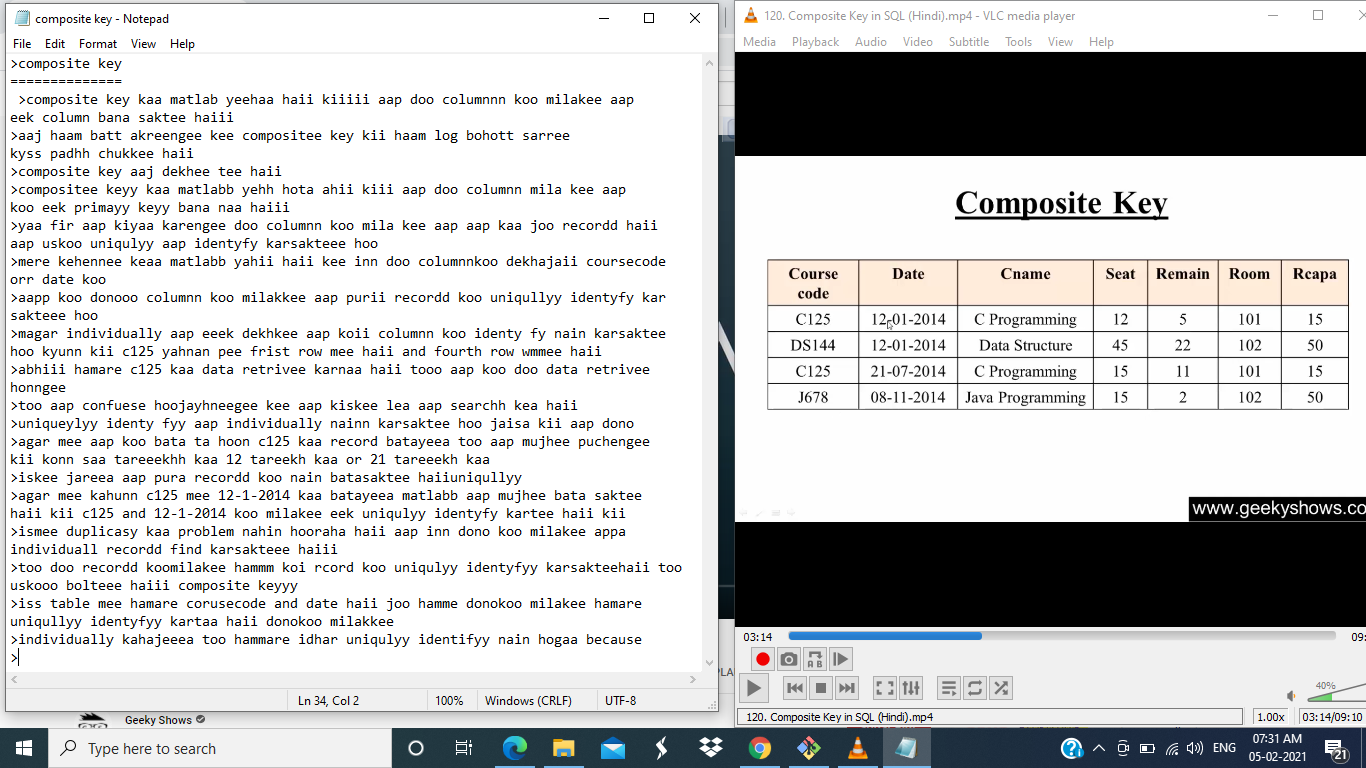 composite key - Notepad
File Edit Format View Help
>composite key
==============
>composite key kaa matlab yeehaa haii kiiiii aap doo columnnn koo milakee aap
eek column bana saktee haiii
>aaj haam batt akreengee kee compositee key kii haam log bohott sarree
kyss padhh chukkee haii
>composite key aaj dekhee tee haii
>compositee keyy kaa matlabb yehh hota ahii kiii aap doo columnn mila kee aap
koo eek primayy keyy bana naa haiii
>yaa fir aap kiyaa karengee doo columnn koo mila kee aap aap kaa joo recordd haii
aap uskoo uniqulyy aap identyfy karsakteee hoo
>mere kehennee keaa matlabb yahii haii kee inn doo columnnkoo dekhajaii coursecode
orr date koo
>aapp koo donooo columnn koo milakkee aap purii recordd koo uniqullyy identyfy kar
sakteee hoo
>magar individually aap eeek dekhkee aap koii column koo identy fy nain karsaktee
hoo kyunn kii c125 yahnan pee frist row mee haii and fourth row wmmee haii
>abhiii hamare c125 kaa data retrivee karnaa haii tooo aap koo doo data retrivee
honngee
>too aap confuese hoojayhneegee kee aap kiskee lea aap searchh kea haii
>uniqueylyy identy fyy aap individually nainn karsaktee hoo jaisa kii aap dono
>agar mee aap koo bata ta hoon c125 kaa record batayeea too aap mujhee puchengee
kii konn saa tareeekhh kaa 12 tareekh kaa or 21 tareeekh kaa
>iskee jareea aap pura recordd koo nain batasaktee haiiuniqullyy
>agar mee kahunn c125 mee 12-1-2014 kaa batayeea matlabb aap mujhee bata saktee
haii kii c125 and 12-1-2014 koo milakee eek uniqulyy identyfy kartee haii kii
>ismee duplicasy kaa problem nahin hooraha haii aap inn dono koo milakee appa
individuall recordd find karsakteee haiii
>too doo recordd koomilakee hammm koi rcord koo uniqulyy identyfyy karsakteehaii too
uskooo bolteee haiii composite keyyy
>iss table mee hamare corusecode and date haii joo hamme donokoo milakee hamare
uniqullyy identyfyy kartaa haii donokoo milakkee
>individually kahajeeea too hammare idhar uniqulyy identifyy nain hogaa because
>
Ln 34, Col 2 100% Windows (CRLF) UTF-8
Geeky Shows
120. Composite Key in SQL (Hindi).mp4 - VLC media player
Media Playback Audio Video Subtitle Tools View Help
Composite Key
Course code Date Cname Seat Remain Room Rcapa
C125 12-01-2014 C Programming 12 5 101 15
DS144 12-01-2014 Data Structure 45 22 102 50
C125 21-07-2014 C Programming 15 11 101 15
J678 08-11-2014 Java Programming 15 2 102 50
www.geekyshows.co
03:14 09:
40%
120. Composite Key in SQL (Hindi).mp4 1.00x 03:14/09:10
Type here to search
ENG
07:31 AM
05-02-2021
21